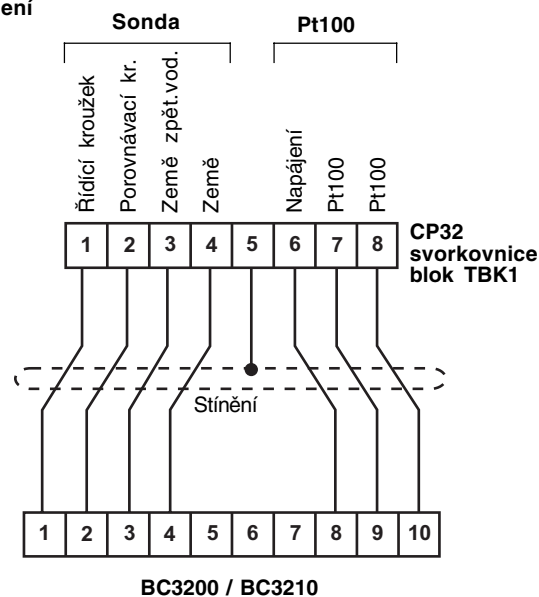 ení
Sonda
Pt100
Řídící kroužek
Porovnávací kr.
Země zpět.vod.
Země
Napájení
Pt100
Pt100
1 2 3 4 5 6 7 8
CP32
svorkovnice
blok TBK1
Stínění
1 2 3 4 5 6 7 8 9 10
BC3200 / BC3210